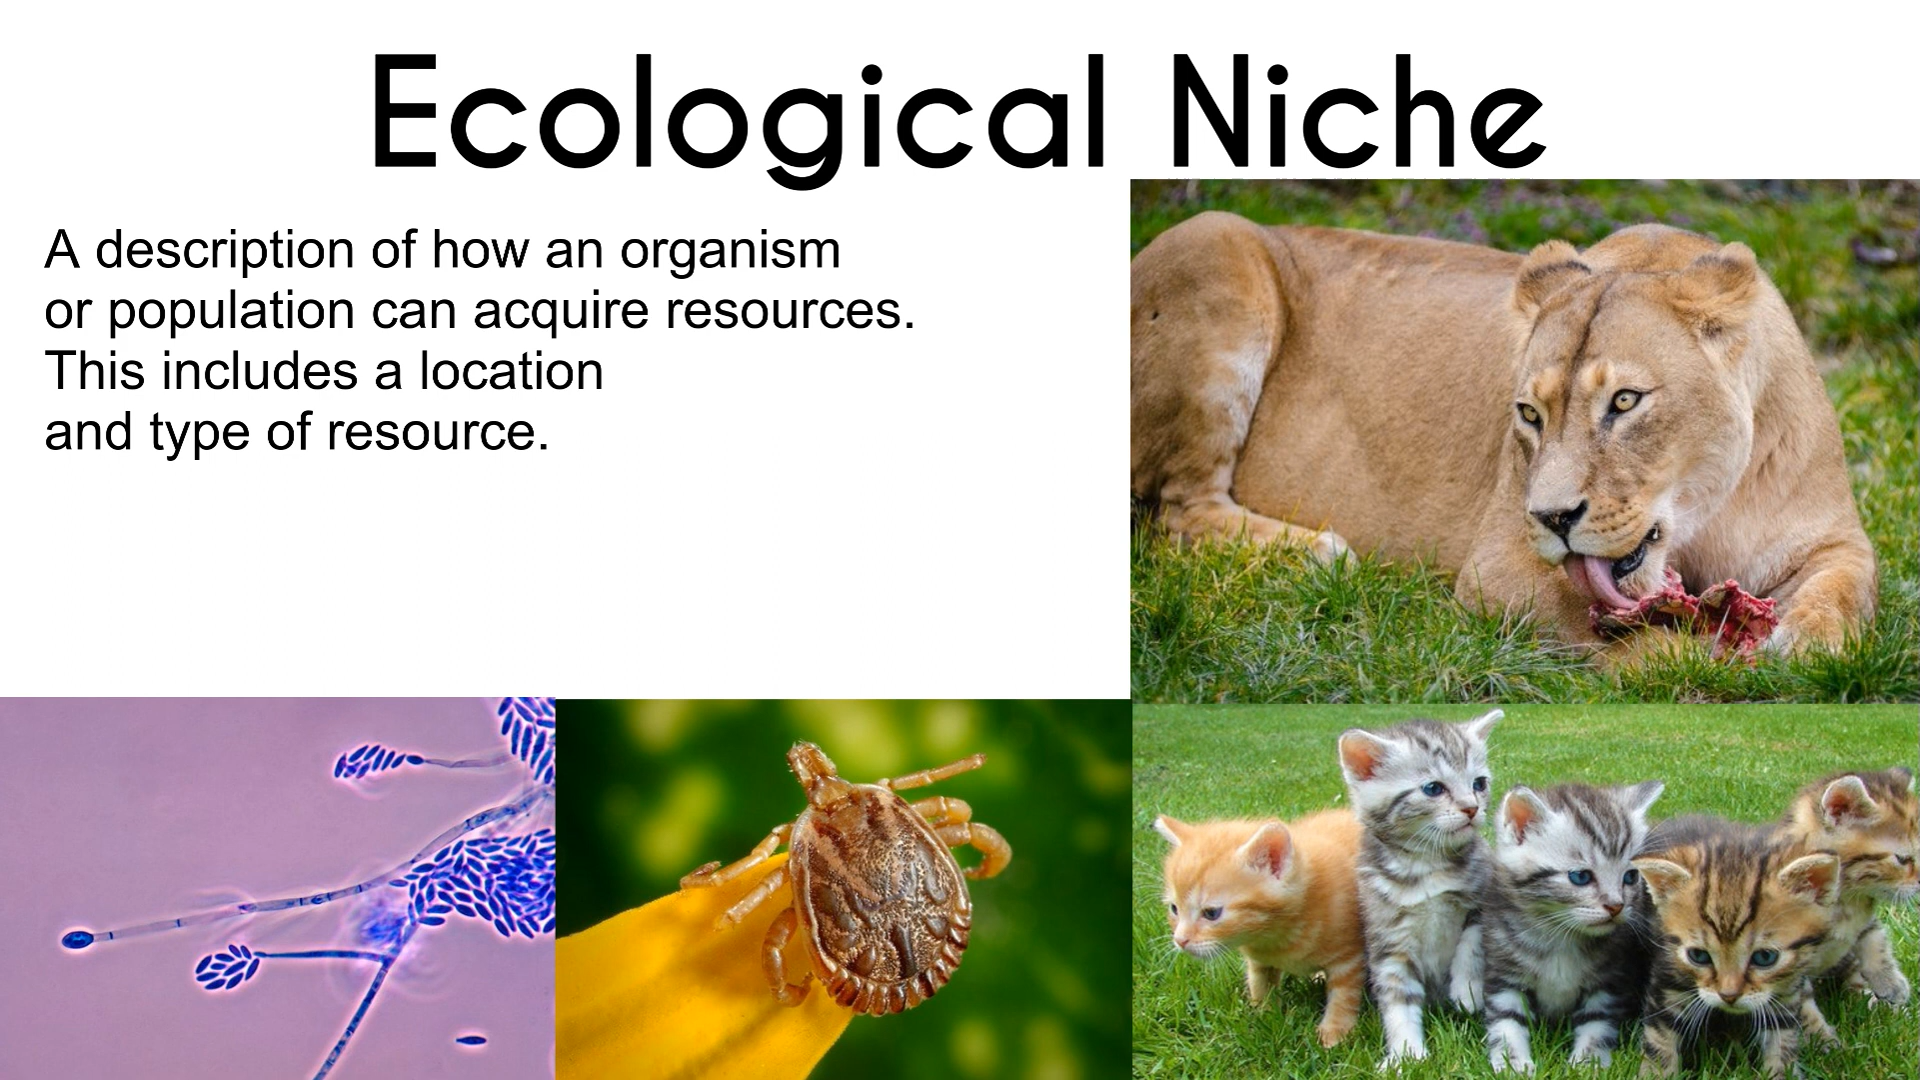 Ecological Niche
A description of how an organism
or population can acquire resources.
This includes a location
and type of resource.